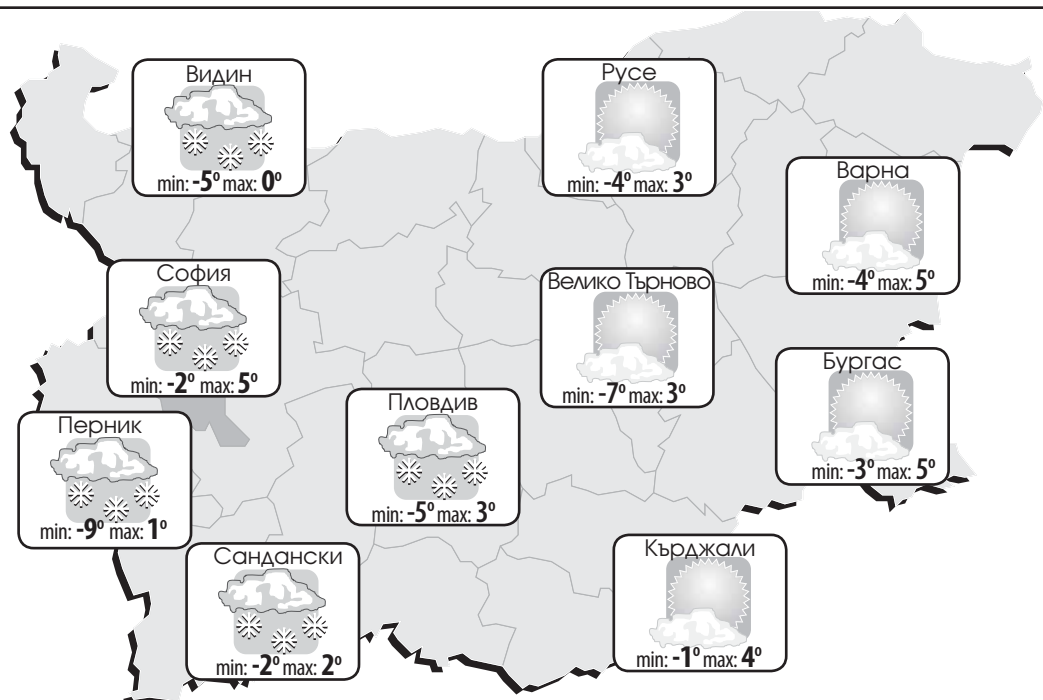 Видин
min: -5° max: 0°
Русе
min: -4° max: 3°
Варна
min: -4° max: 5°
София
min: -2° max: 5°
Велико Търново
min: -7° max: 3°
Бургас
min: -3° max: 5°
Пловдив
min: -5° max: 3°
Перник
min: -9° max: 1°
Сандански
min: -2° max: 2°
Кърджали
min: -1° max: 4°